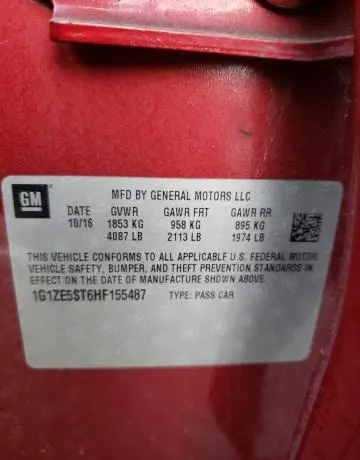 GM
MFD BY GENERAL MOTORS LLC
DATE GVWR GAWR FRT GAWR RR
10/16 1853 KG 958 KG 895 KG
4087 LB 2113 LB 1974 LB
THIS VEHICLE CONFORMS TO ALL APPLICABLE U.S. FEDERAL MOTOR
VEHICLE SAFETY, BUMPER, AND THEFT PREVENTION STANDARDS IN
EFFECT ON THE DATE OF MANUFACTURE SHOWN ABOVE.
1G1ZE5ST6HF155487 TYPE: PASS CAR